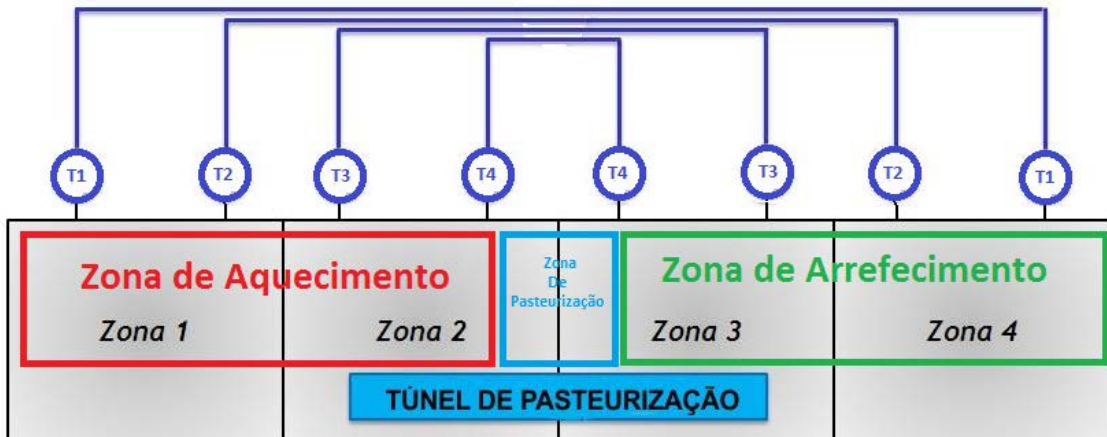 T1 T2 T3 T4 T4 T3 T2 T1
Zona de Aquecimento
Zona 1 Zona 2
Zona
De
Pasteurização
Zona de Arrefecimento
Zona 3 Zona 4
TÚNEL DE PASTEURIZAÇÃO